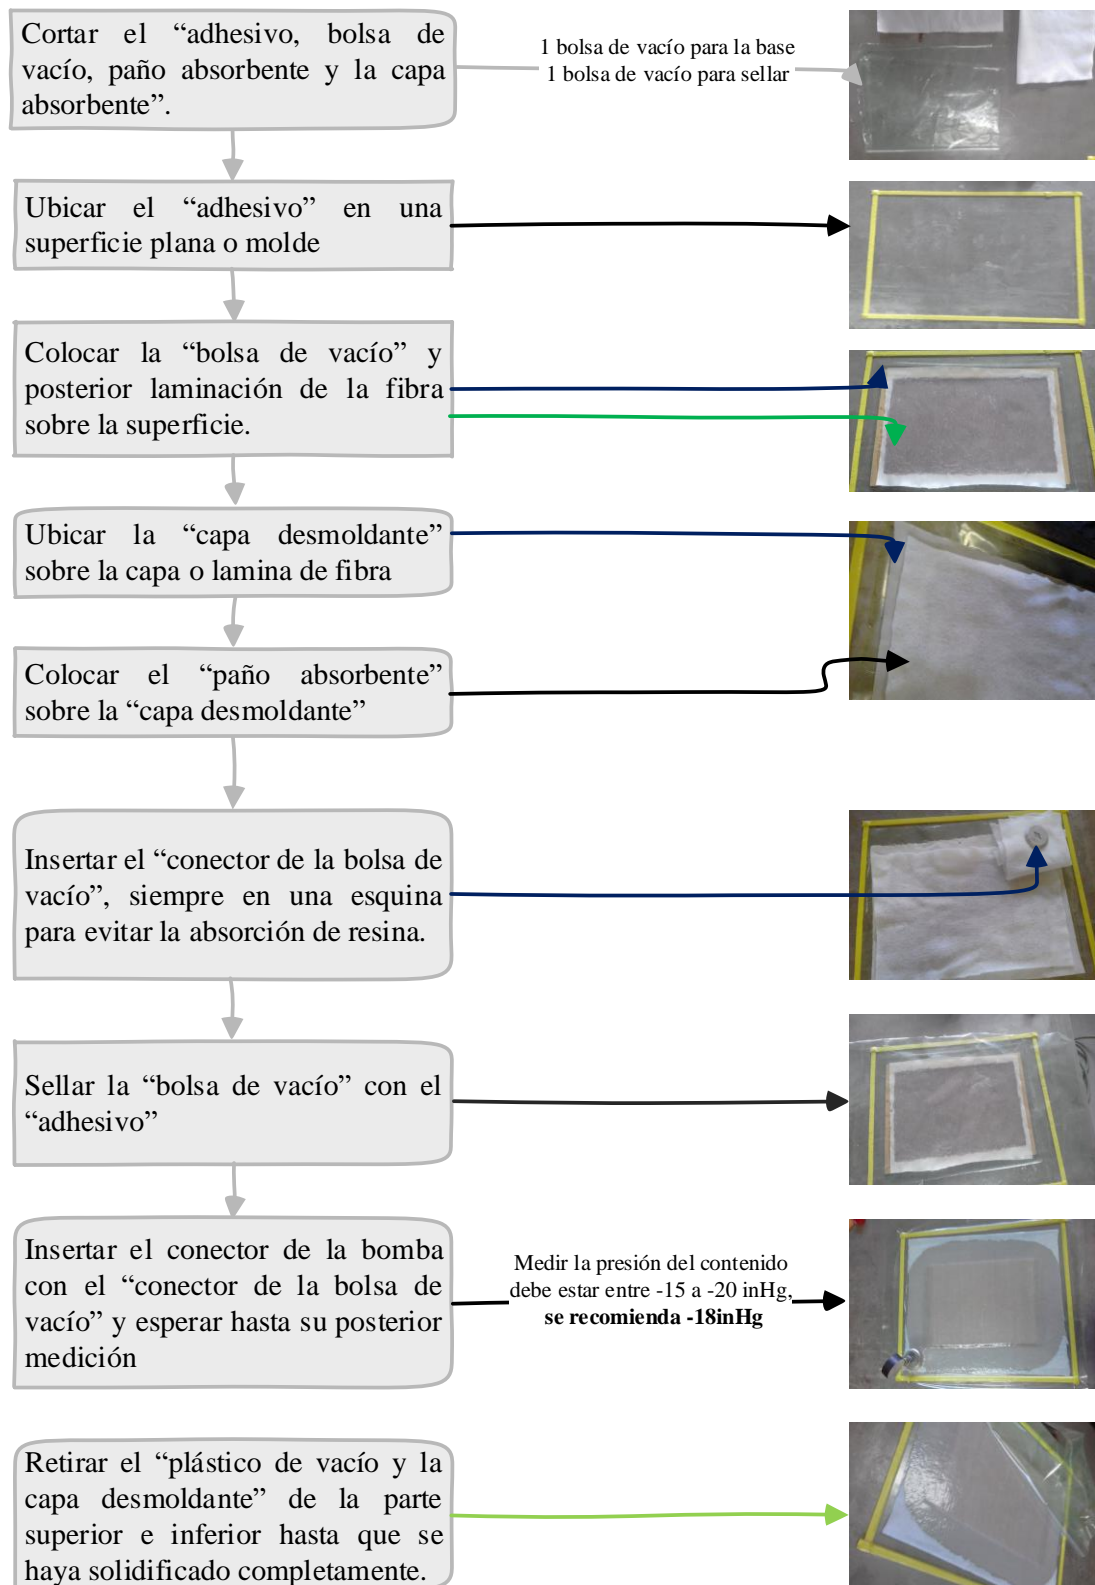 Cortar el “adhesivo, bolsa de
vacío, paño absorbente y la capa
absorbente”.
1 bolsa de vacío para la base
1 bolsa de vacío para sellar
Ubicar el “adhesivo” en una
superficie plana o molde
Colocar la “bolsa de vacío” y
posterior laminación de la fibra
sobre la superficie.
Ubicar la “capa desmoldante”
sobre la capa o lamina de fibra
Colocar el “paño absorbente”
sobre la “capa desmoldante”
Insertar el “conector de la bolsa de
vacío”, siempre en una esquina
para evitar la absorción de resina.
Sellar la “bolsa de vacío” con el
“adhesivo”
Insertar el conector de la bomba
con el “conector de la bolsa de
vacío” y esperar hasta su posterior
medición
Medir la presión del contenido
debe estar entre -15 a -20 inHg,
se recomienda -18inHg
Retirar el “plástico de vacío y la
capa desmoldante” de la parte
superior e inferior hasta que se
haya solidificado completamente.